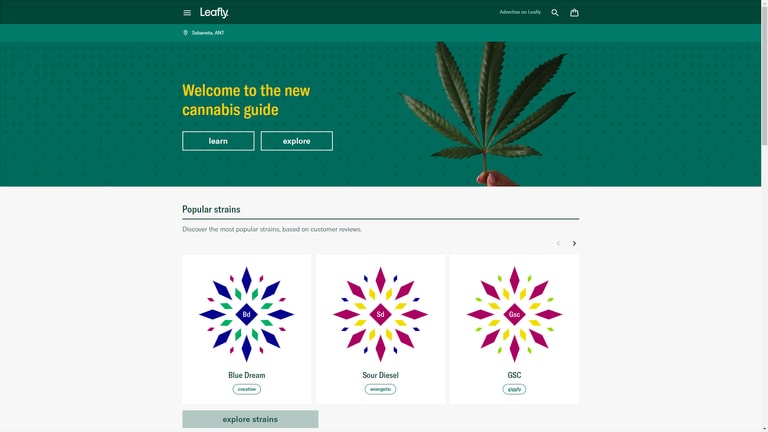 Leafly.
Advertise on Leafly
Sabaneta, ANT
Welcome to the new
cannabis guide
learn
explore
Popular strains
Discover the most popular strains, based on customer reviews.
Bd
Sd
Gsc
Blue Dream
Sour Diesel
GSC
creative
energetic
giggly
explore strains